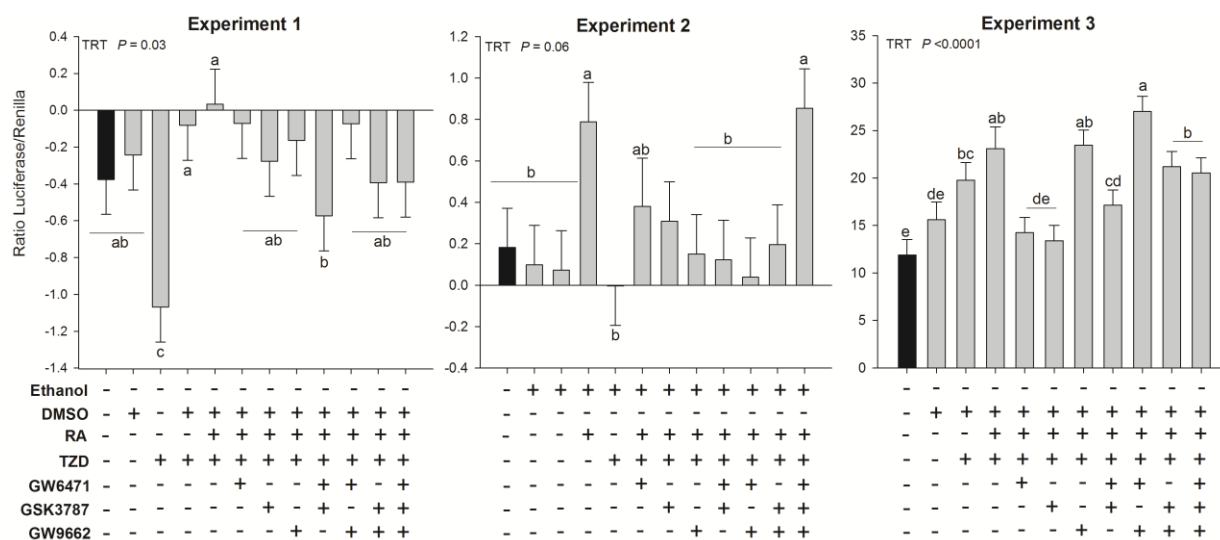 Experiment 1
TRT P = 0.03
Ratio Luciferase/Renilla
0.4
0.2
0.0
-0.2
-0.4
-0.6
-0.8
-1.0
-1.2
-1.4
a
a
ab
ab
ab
b
c
Experiment 2
TRT P = 0.06
1.2
1.0
0.8
0.6
0.4
0.2
0.0
-0.2
-0.4
a
a
b
ab
b
b
Experiment 3
TRT P <0.0001
35
30
25
20
15
10
5
0
a
ab
ab
b
bc
cd
de
de
e
Ethanol - - - - - - - - - - - - - + + + + + + + + + + + - - - - - - - - - - -
DMSO - + - + + + + + + + + + - - - - - - - - - - - - - + + + + + + + + + +
RA - - - - + + + + + + + + - - - + - + + + + + + + - - - + + + + + + + +
TZD - - + + + + + + + + + + - - - - + + + + + + + + - - + + + + + + + + +
GW6471 - - - - - + - - + + - + - - - - - + - - + + - + - - - - + - - + + - +
GSK3787 - - - - - - + - + - + + - - - - - - + - + - + + - - - - - + - + - + +
GW9662 - - - - - - - + - + + + - - - - - - - + - + + + - - - - - - + - + + +